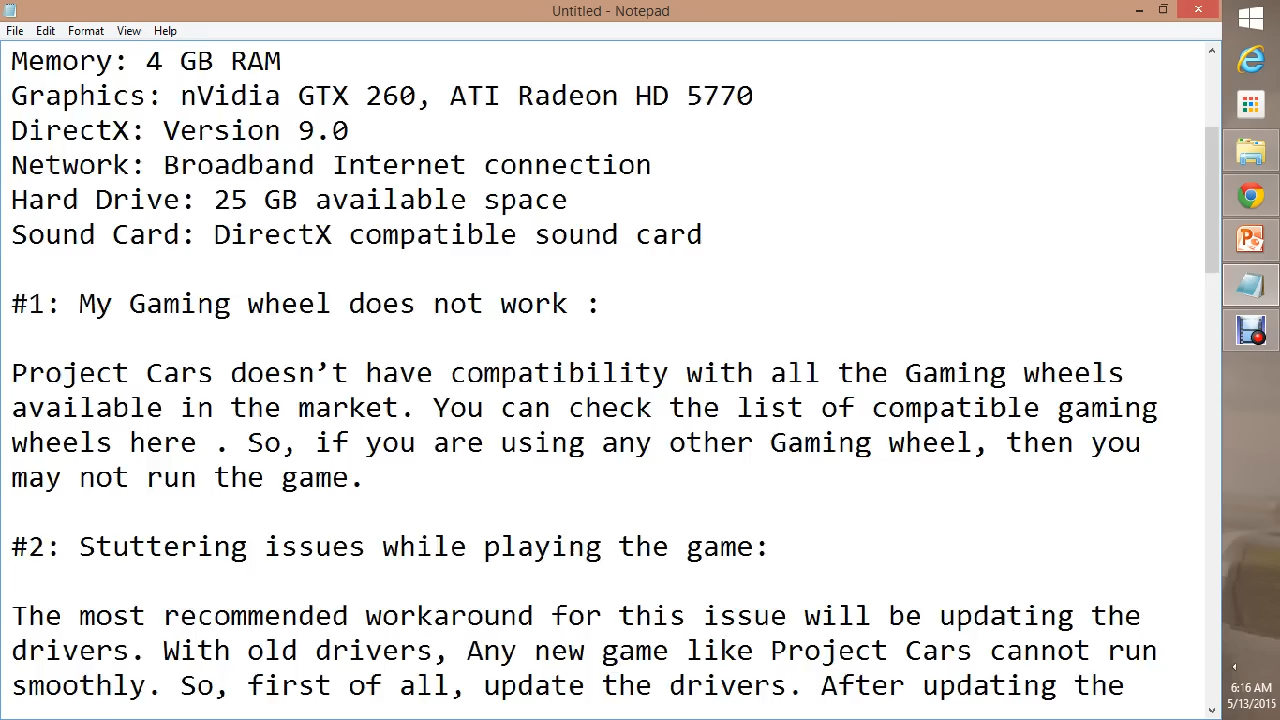 Untitled - Notepad
File Edit Format View Help
Memory: 4 GB RAM
Graphics: nVidia GTX 260, ATI Radeon HD 5770
DirectX: Version 9.0
Network: Broadband Internet connection
Hard Drive: 25 GB available space
Sound Card: DirectX compatible sound card
#1: My Gaming wheel does not work :
Project Cars doesn’t have compatibility with all the Gaming wheels
available in the market. You can check the list of compatible gaming
wheels here . So, if you are using any other Gaming wheel, then you
may not run the game.
#2: Stuttering issues while playing the game:
The most recommended workaround for this issue will be updating the
drivers. With old drivers, Any new game like Project Cars cannot run
smoothly. So, first of all, update the drivers. After updating the
6:16 AM
5/13/2015